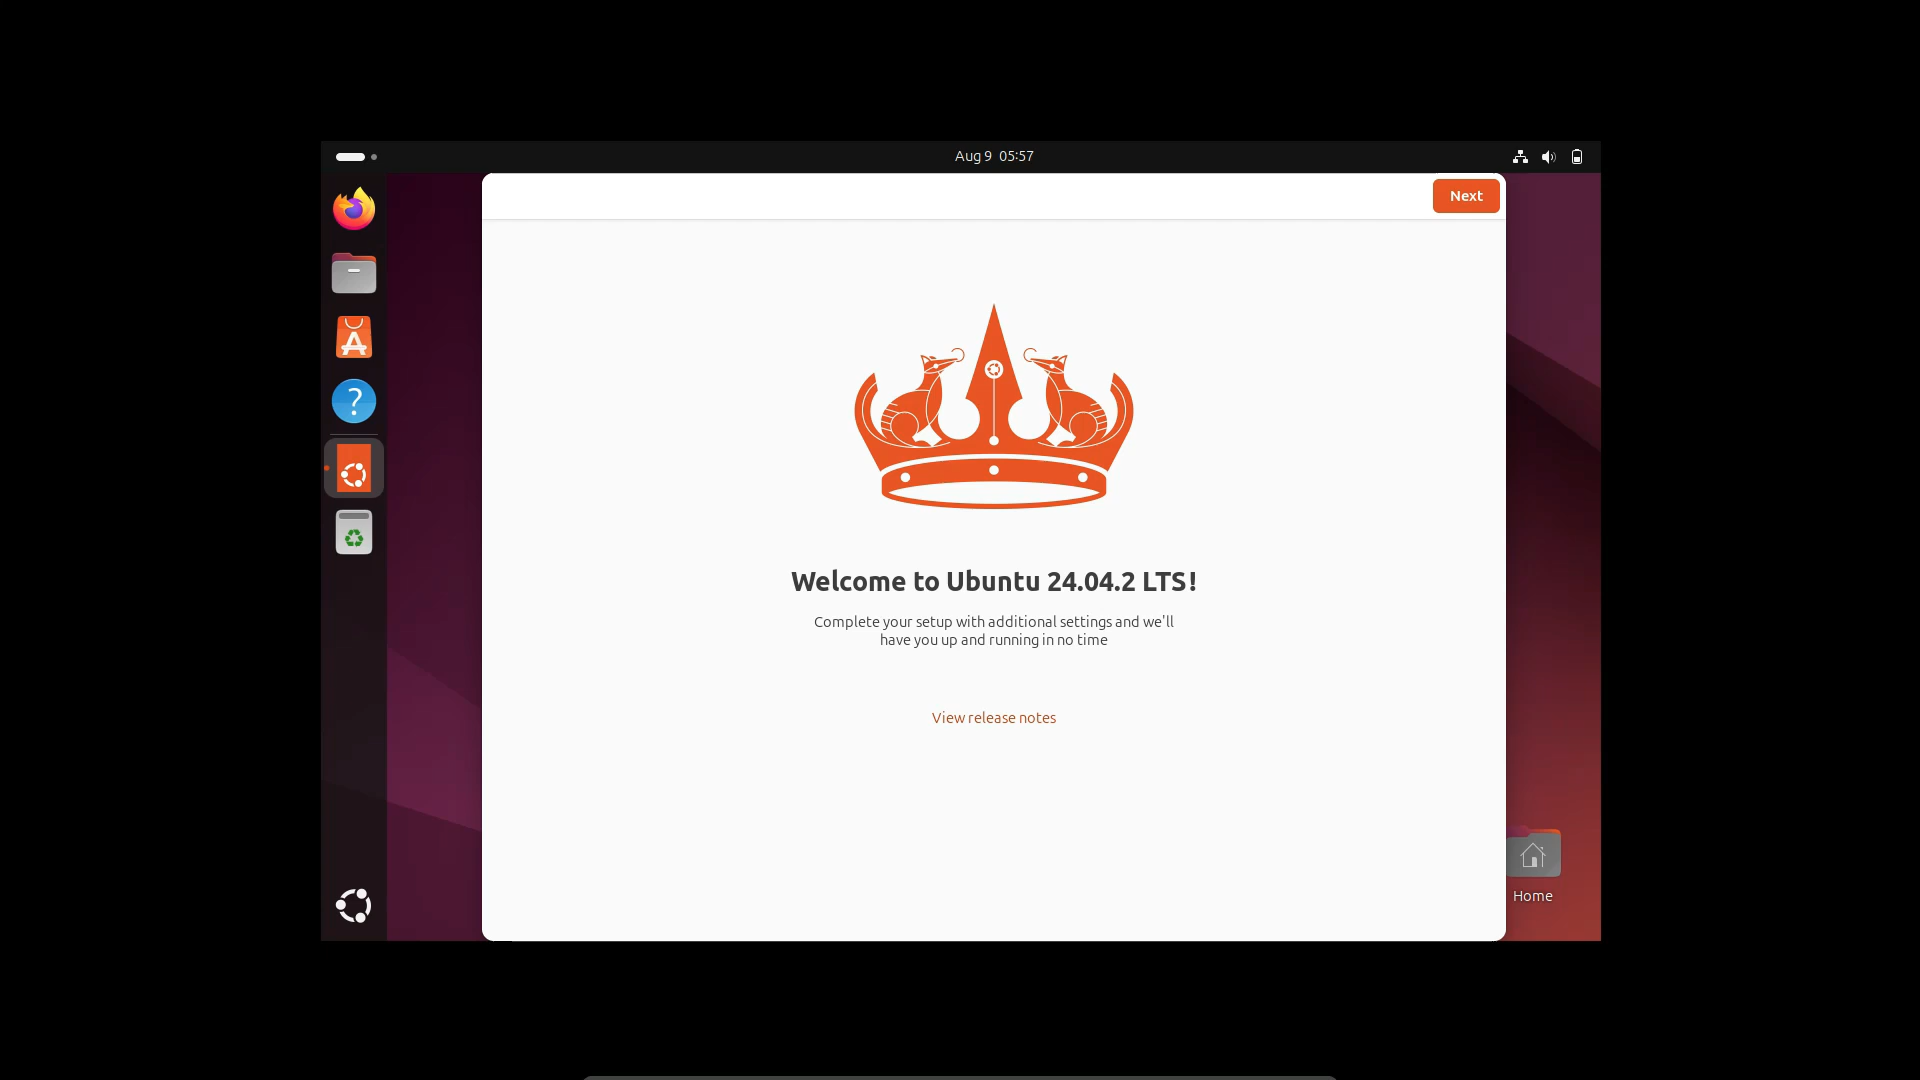 Aug 9 05:57
Next
Welcome to Ubuntu 24.04.2 LTS!
Complete your setup with additional settings and we'll
have you up and running in no time
View release notes
Home